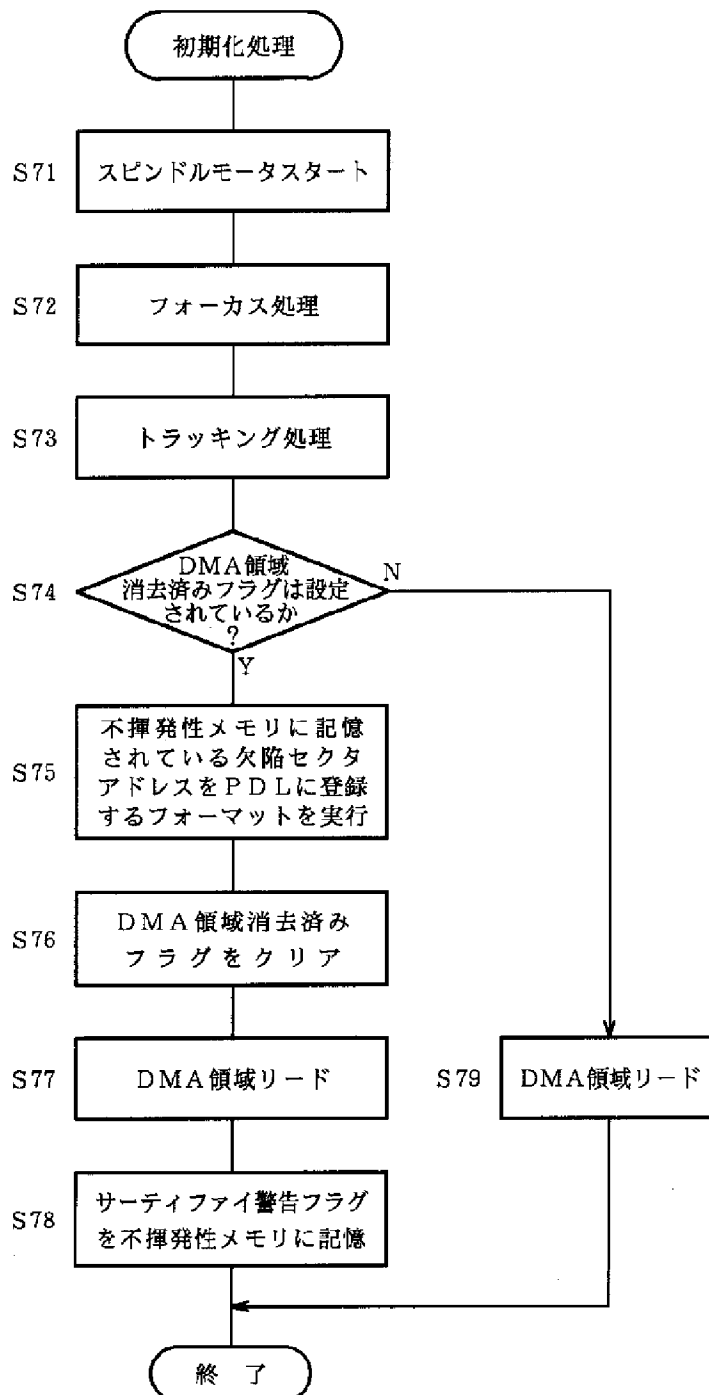 初期化処理
S71
スピンドルモータスタート
S72
フォーカス処理
S73
トラッキング処理
S74
DMA領域
消去済みフラグは設定
されているか
?
N
Y
S75
不揮発性メモリに記憶
されている欠陥セクタ
アドレスをPDLに登録
するフォーマットを実行
S76
DMA領域消去済み
フラグをクリア
S77
DMA領域リード
S79
DMA領域リード
S78
サーティファイ警告フラグ
を不揮発性メモリに記憶
終 了